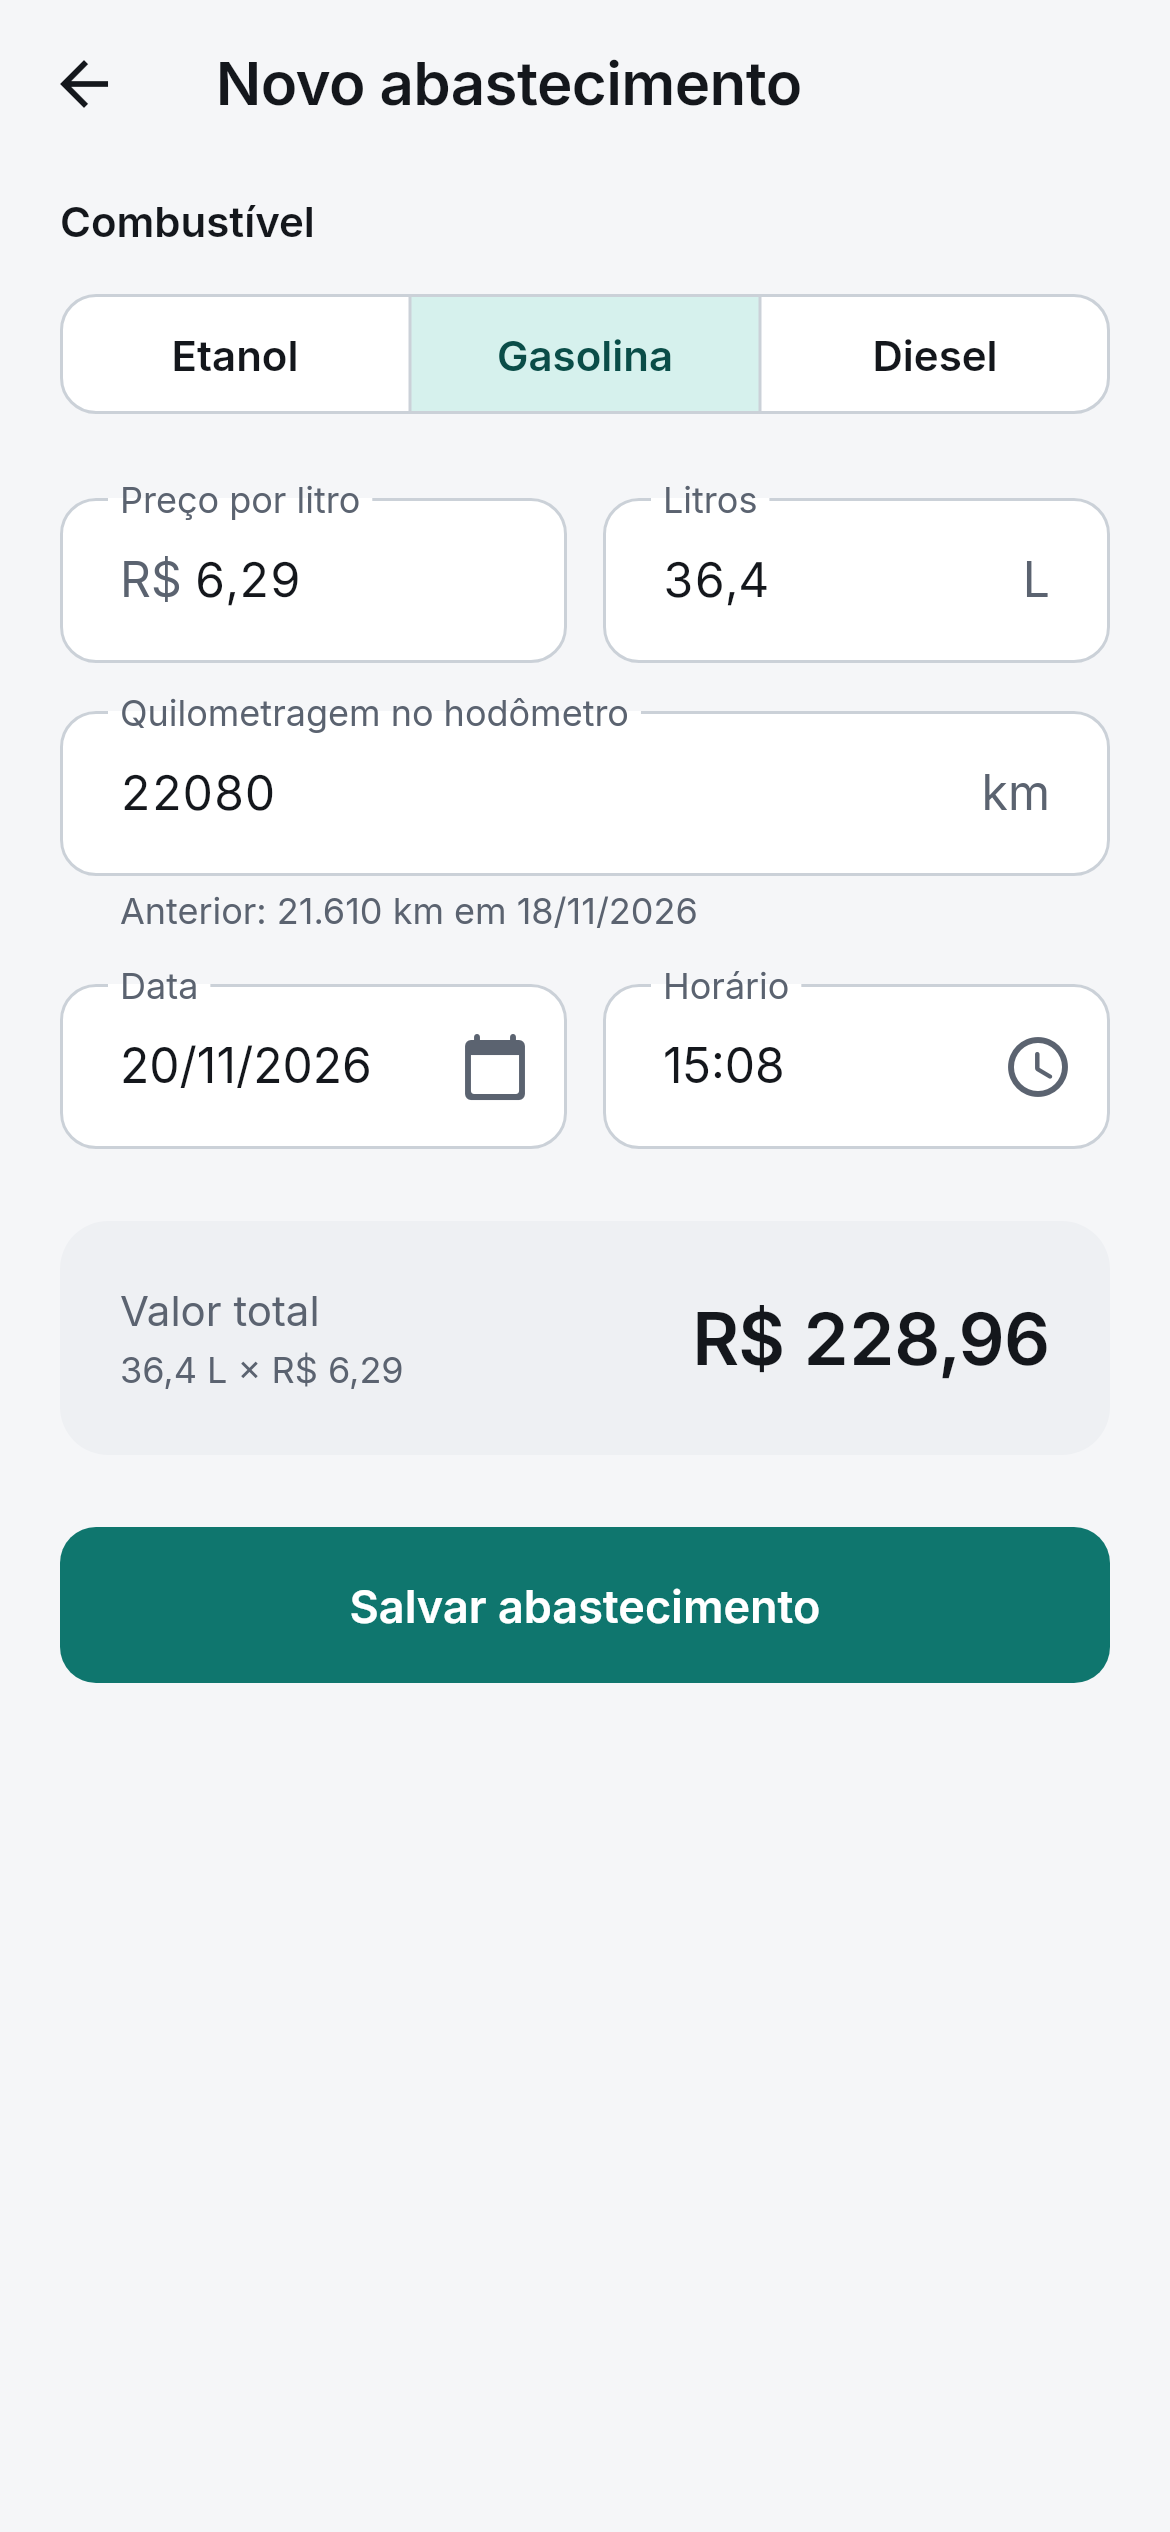 Novo abastecimento
Combustível
Etanol Gasolina Diesel
Preço por litro Litros
R$ 6,29 36,4 L
Quilometragem no hodômetro
22080 km
Anterior: 21.610 km em 18/11/2026
Data Horário
20/11/2026 15:08
Valor total
R$ 228,96
36,4 L × R$ 6,29
Salvar abastecimento